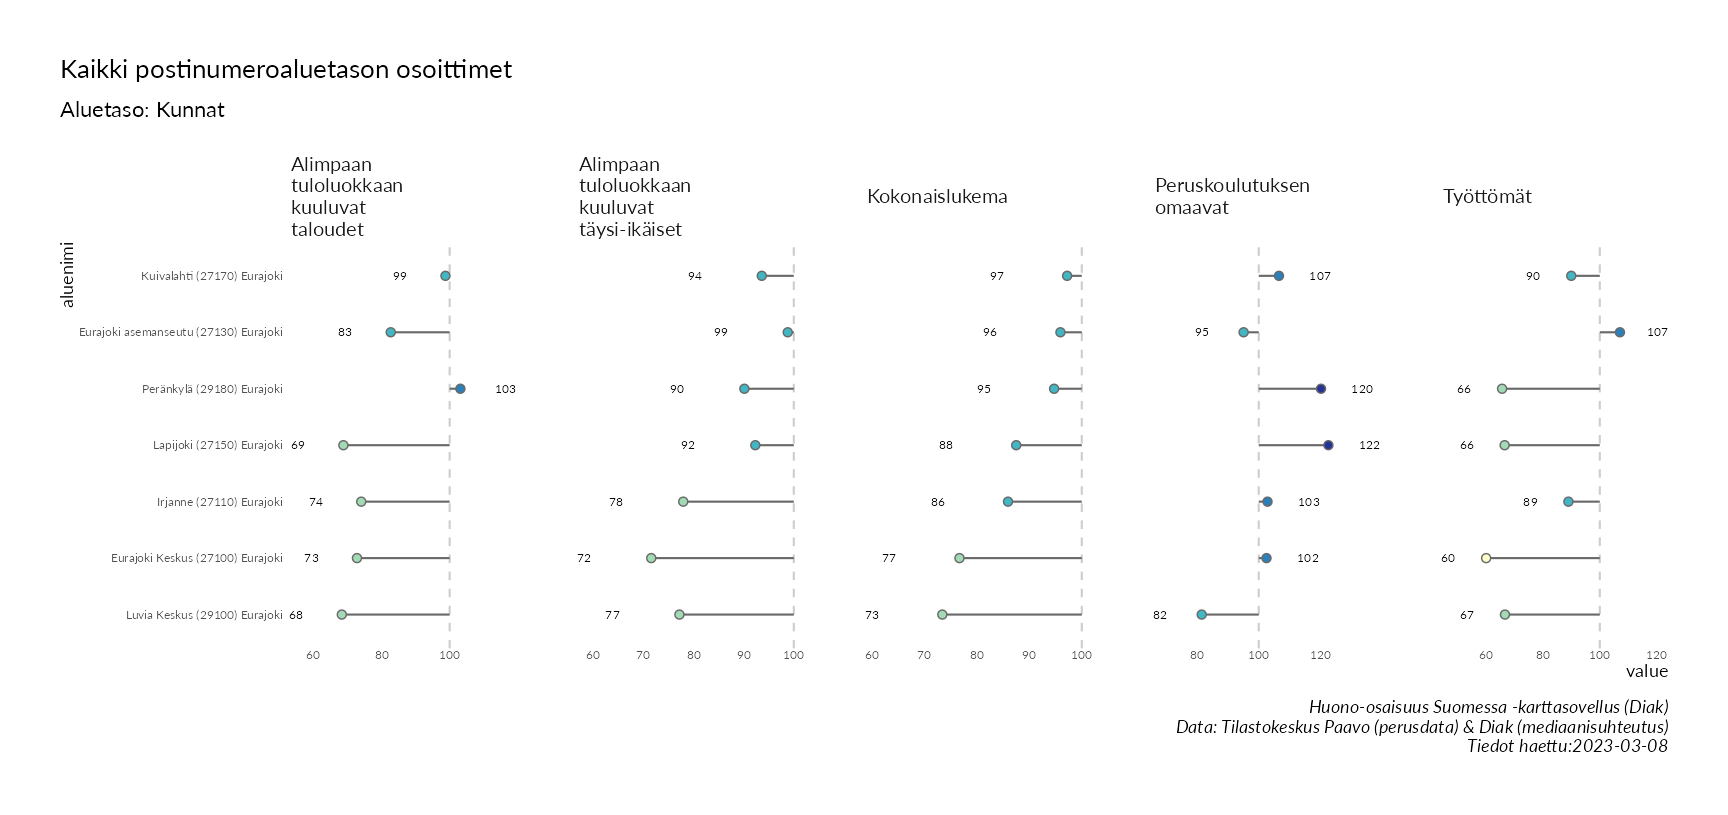 Kaikki postinumeroaluetason osoittimet
Aluetaso: Kunnat
Alimpaan
tuloluokkaan
kuuluvat
taloudet
Alimpaan
tuloluokkaan
kuuluvat
täysi-ikäiset
Kokonaislukema
Peruskoulutuksen
omaavat
Työttömät
aluenimi
Kuivalahti (27170) Eurajoki 99 94 97 107 90
Eurajoki asemanseutu (27130) Eurajoki 83 99 96 95 107
Peränkylä (29180) Eurajoki 103 90 95 120 66
Lapijoki (27150) Eurajoki 69 92 88 122 66
Irjanne (27110) Eurajoki 74 78 86 103 89
Eurajoki Keskus (27100) Eurajoki 73 72 77 102 60
Luvia Keskus (29100) Eurajoki 68 77 73 82 67
60 80 100 60 70 80 90 100 60 70 80 90 100 80 100 120 60 80 100 120
value
Huono-osaisuus Suomessa -karttasovellus (Diak)
Data: Tilastokeskus Paavo (perusdata) & Diak (mediaanisuhteutus)
Tiedot haettu:2023-03-08